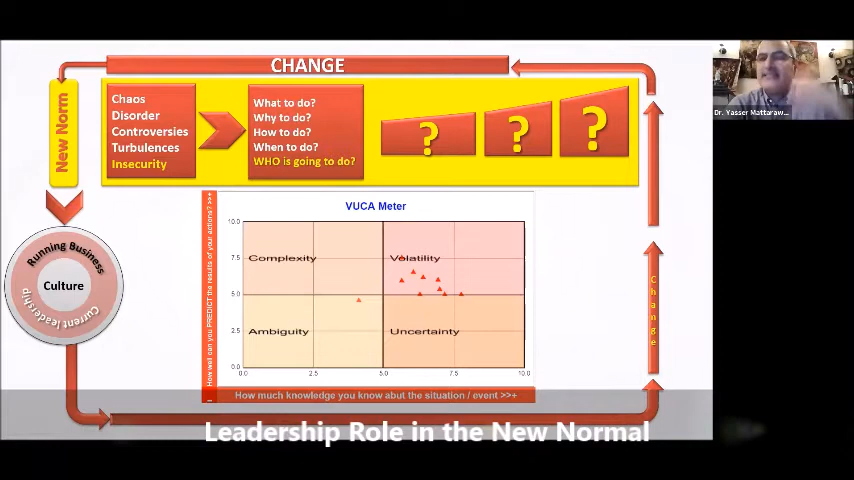 CHANGE
New Norm
Chaos
Disorder
Controversies
Turbulences
Insecurity
What to do?
Why to do?
How to do?
When to do?
WHO is going to do?
?
?
?
Dr. Yasser Mattaraw...
Running Business
Culture
Current leadership
VUCA Meter
How well can you PREDICT the results of your actions? >>+
10.0
7.5
5.0
2.5
0.0
Complexity
Volatility
Ambiguity
Uncertainty
0.0
2.5
5.0
7.5
10.0
How much knowledge you know abut the situation / event >>+
Change
Leadership Role in the New Normal